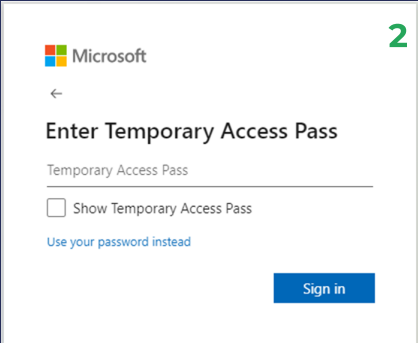 2
Microsoft
Enter Temporary Access Pass
Temporary Access Pass
Show Temporary Access Pass
Use your password instead
Sign in